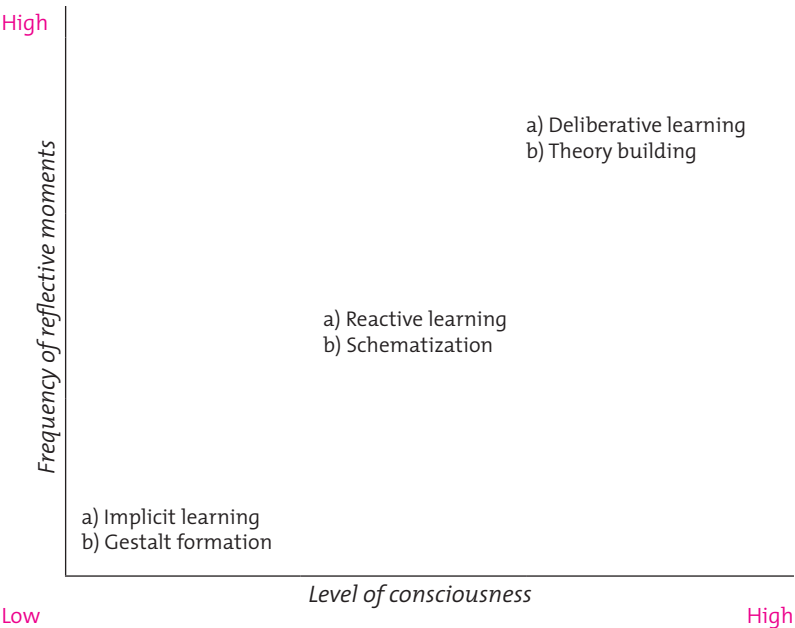 High
a) Deliberative learning
b) Theory building
Frequency of reflective moments
a) Reactive learning
b) Schematization
a) Implicit learning
b) Gestalt formation
Level of consciousness
Low
High